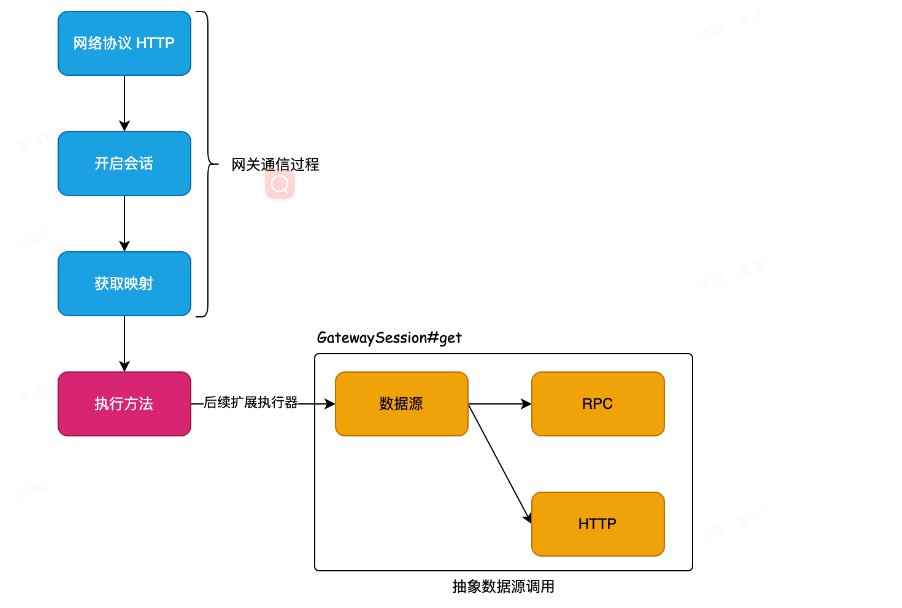 网络协议 HTTP
开启会话
网关通信过程
获取映射
GatewaySession#get
执行方法
后续扩展执行器
数据源
RPC
HTTP
抽象数据源调用
2588
2588